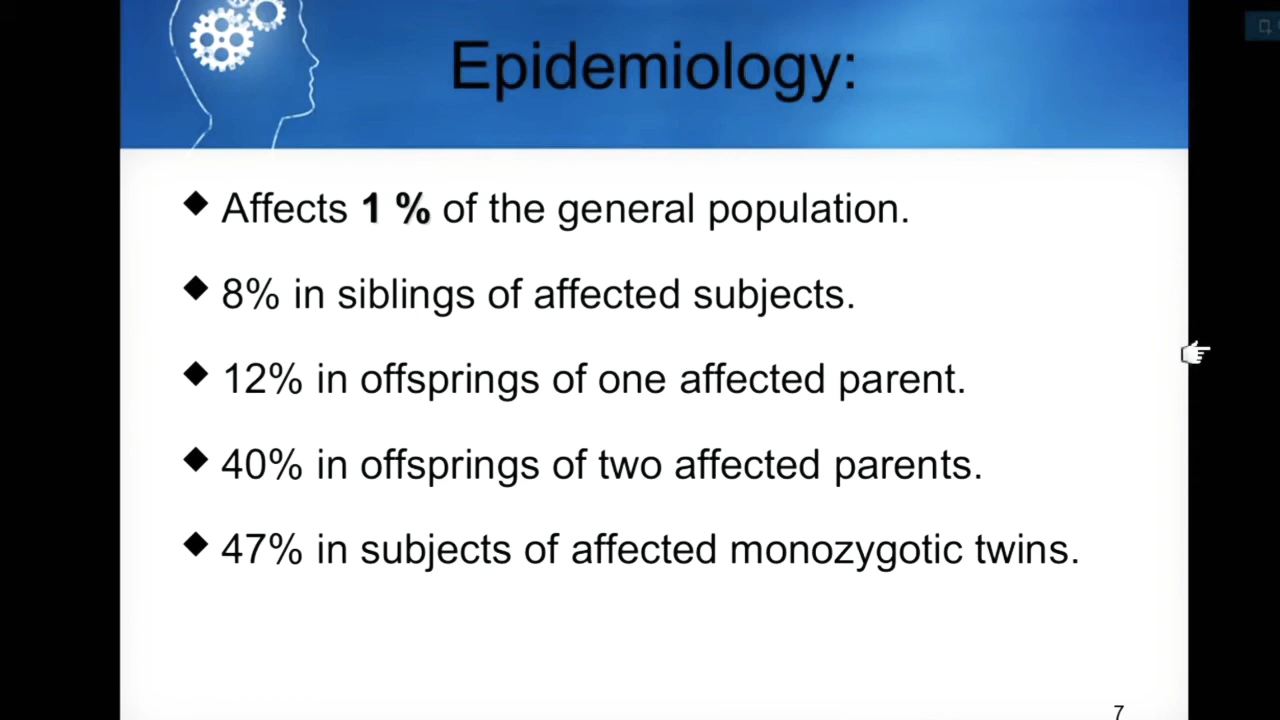 Epidemiology:
◆ Affects 1 % of the general population.
◆ 8% in siblings of affected subjects.
◆ 12% in offsprings of one affected parent.
◆ 40% in offsprings of two affected parents.
◆ 47% in subjects of affected monozygotic twins.
7